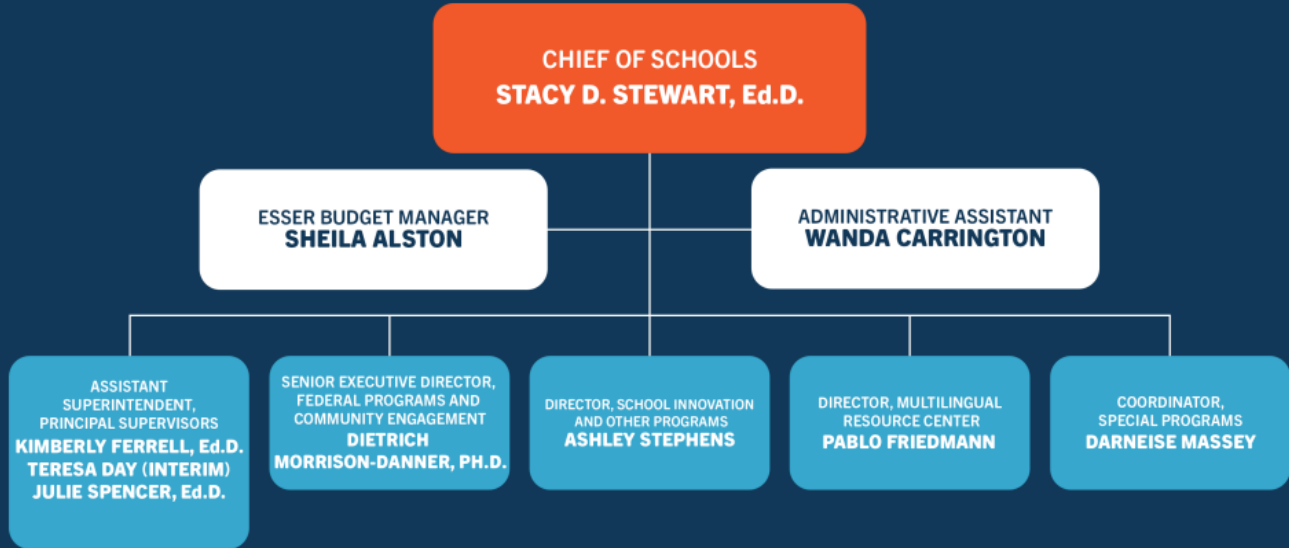 CHIEF OF SCHOOLS
STACY D. STEWART, Ed.D.
ESSER BUDGET MANAGER
SHEILA ALSTON
ADMINISTRATIVE ASSISTANT
WANDA CARRINGTON
ASSISTANT
SUPERINTENDENT,
PRINCIPAL SUPERVISORS
KIMBERLY FERRELL, Ed.D.
TERESA DAY (INTERIM)
JULIE SPENCER, Ed.D.
SENIOR EXECUTIVE DIRECTOR,
FEDERAL PROGRAMS AND
COMMUNITY ENGAGEMENT
DIETRICH
MORRISON-DANNER, PH.D.
DIRECTOR, SCHOOL INNOVATION
AND OTHER PROGRAMS
ASHLEY STEPHENS
DIRECTOR, MULTILINGUAL
RESOURCE CENTER
PABLO FRIEDMANN
COORDINATOR,
SPECIAL PROGRAMS
DARNEISE MASSEY